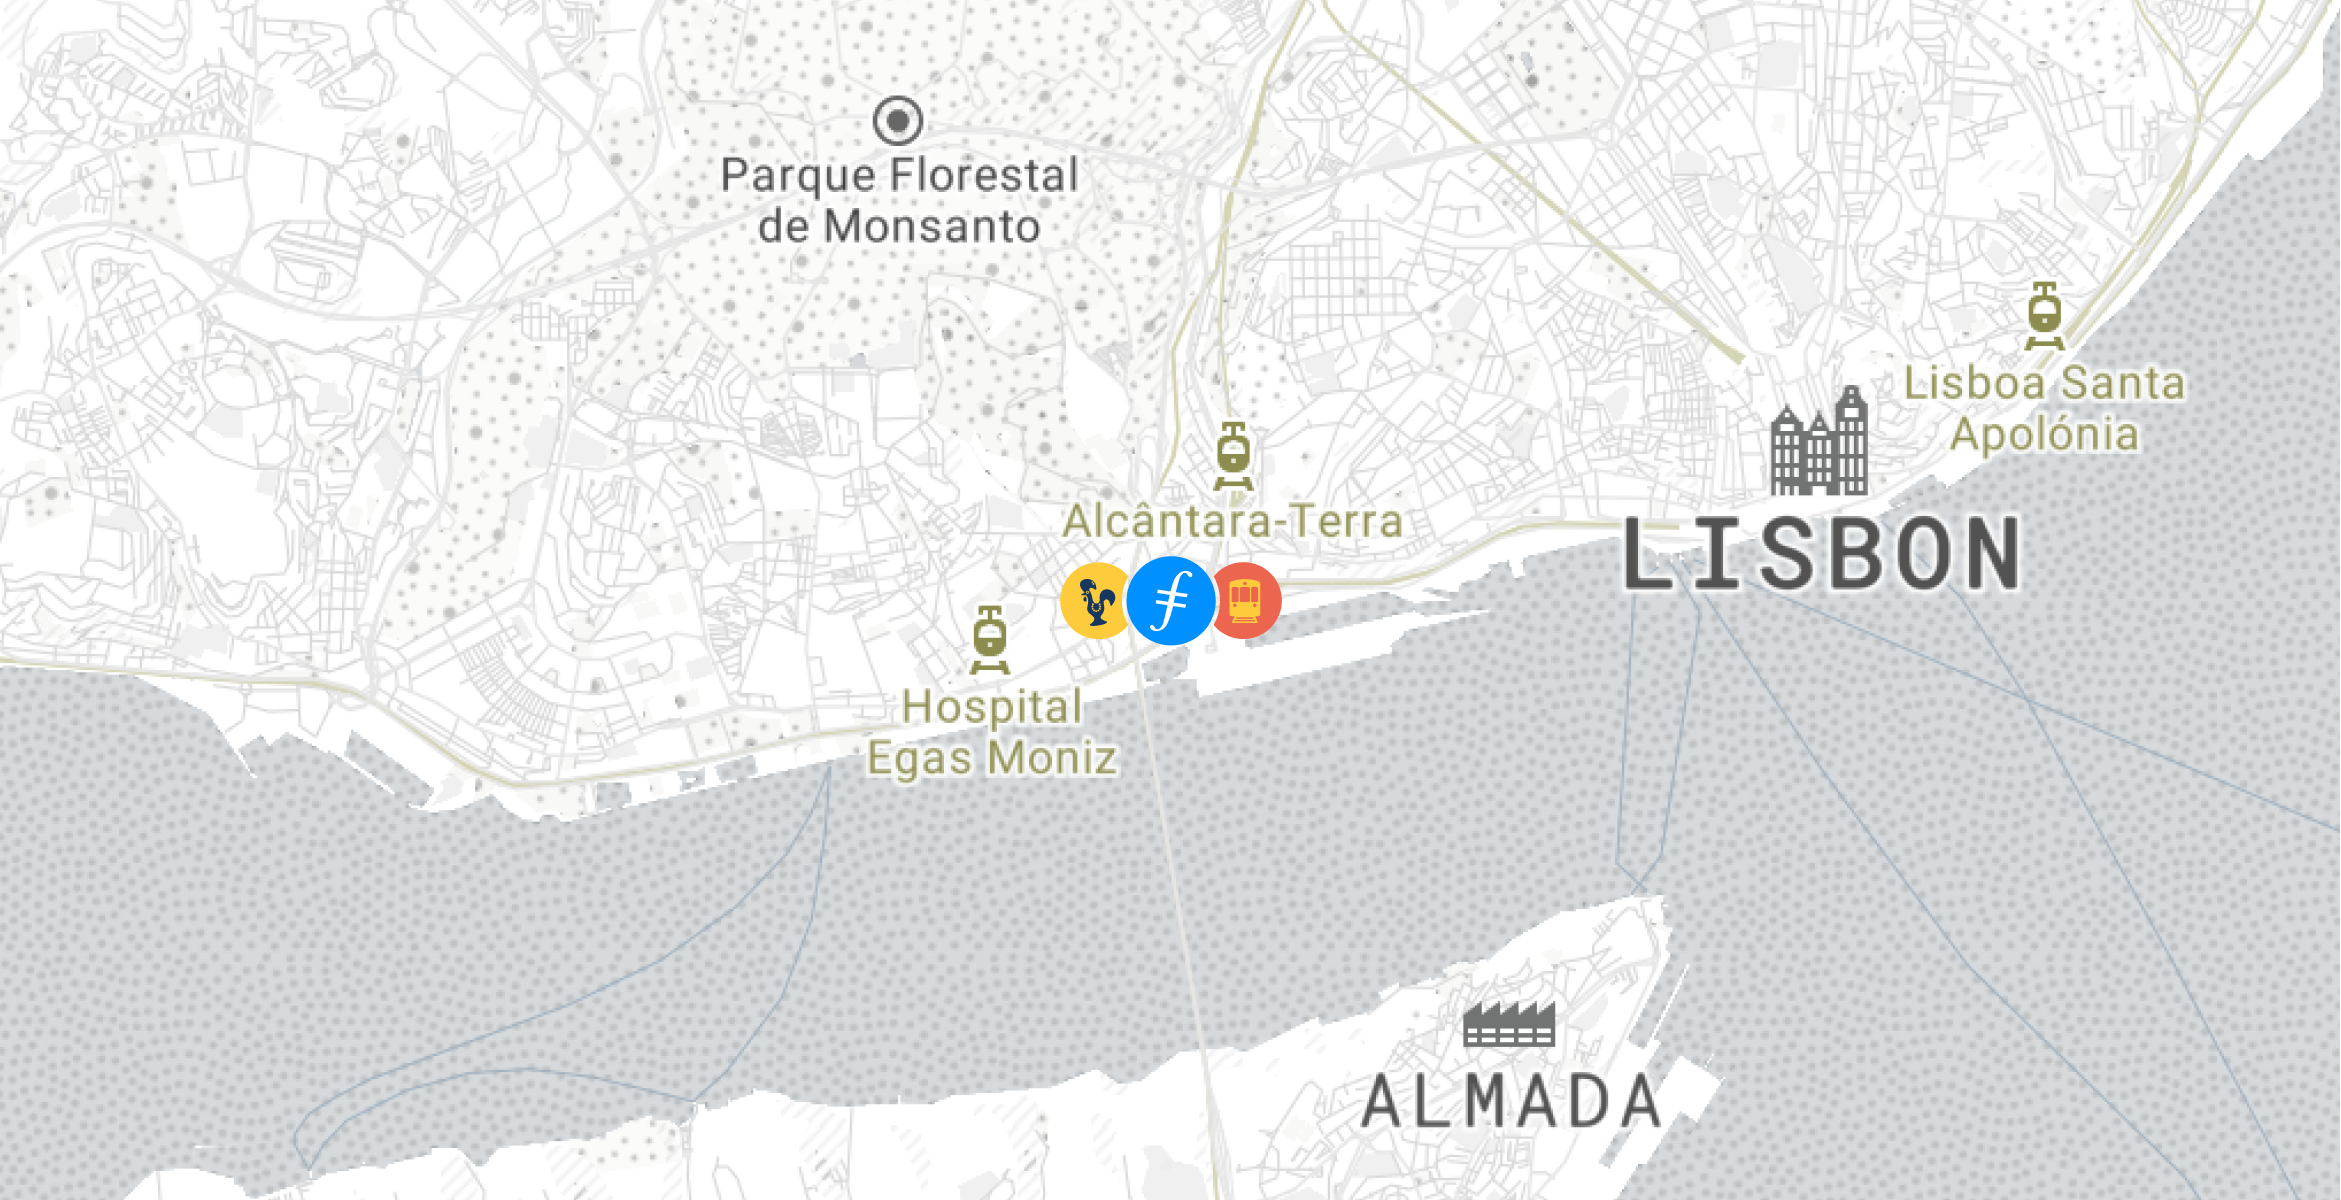 Parque Florestal
de Monsanto
Lisboa Santa
Apolónia
Alcântara-Terra
LISBON
Hospital
Egas Moniz
ALMADA